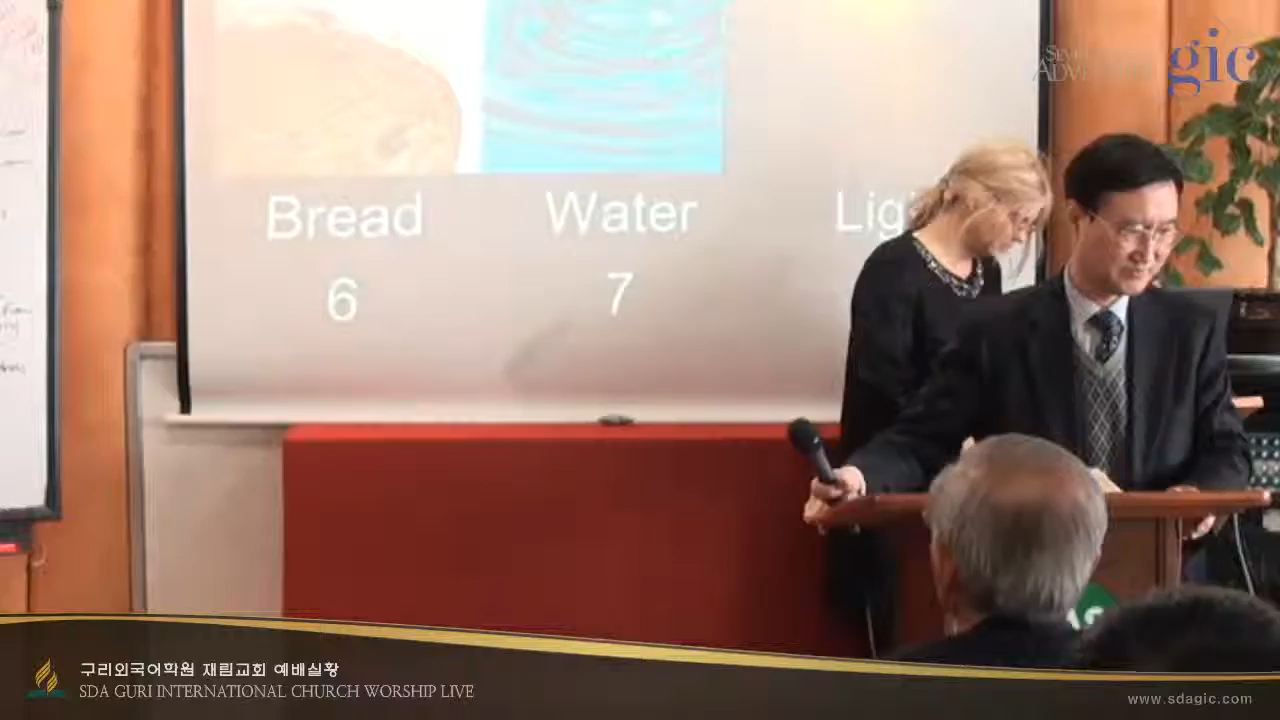 gic
Bread
Water
6
7
구리외국어학원 재림교회 예배실황
SDA GURI INTERNATIONAL CHURCH WORSHIP LIVE
www.sdagic.com